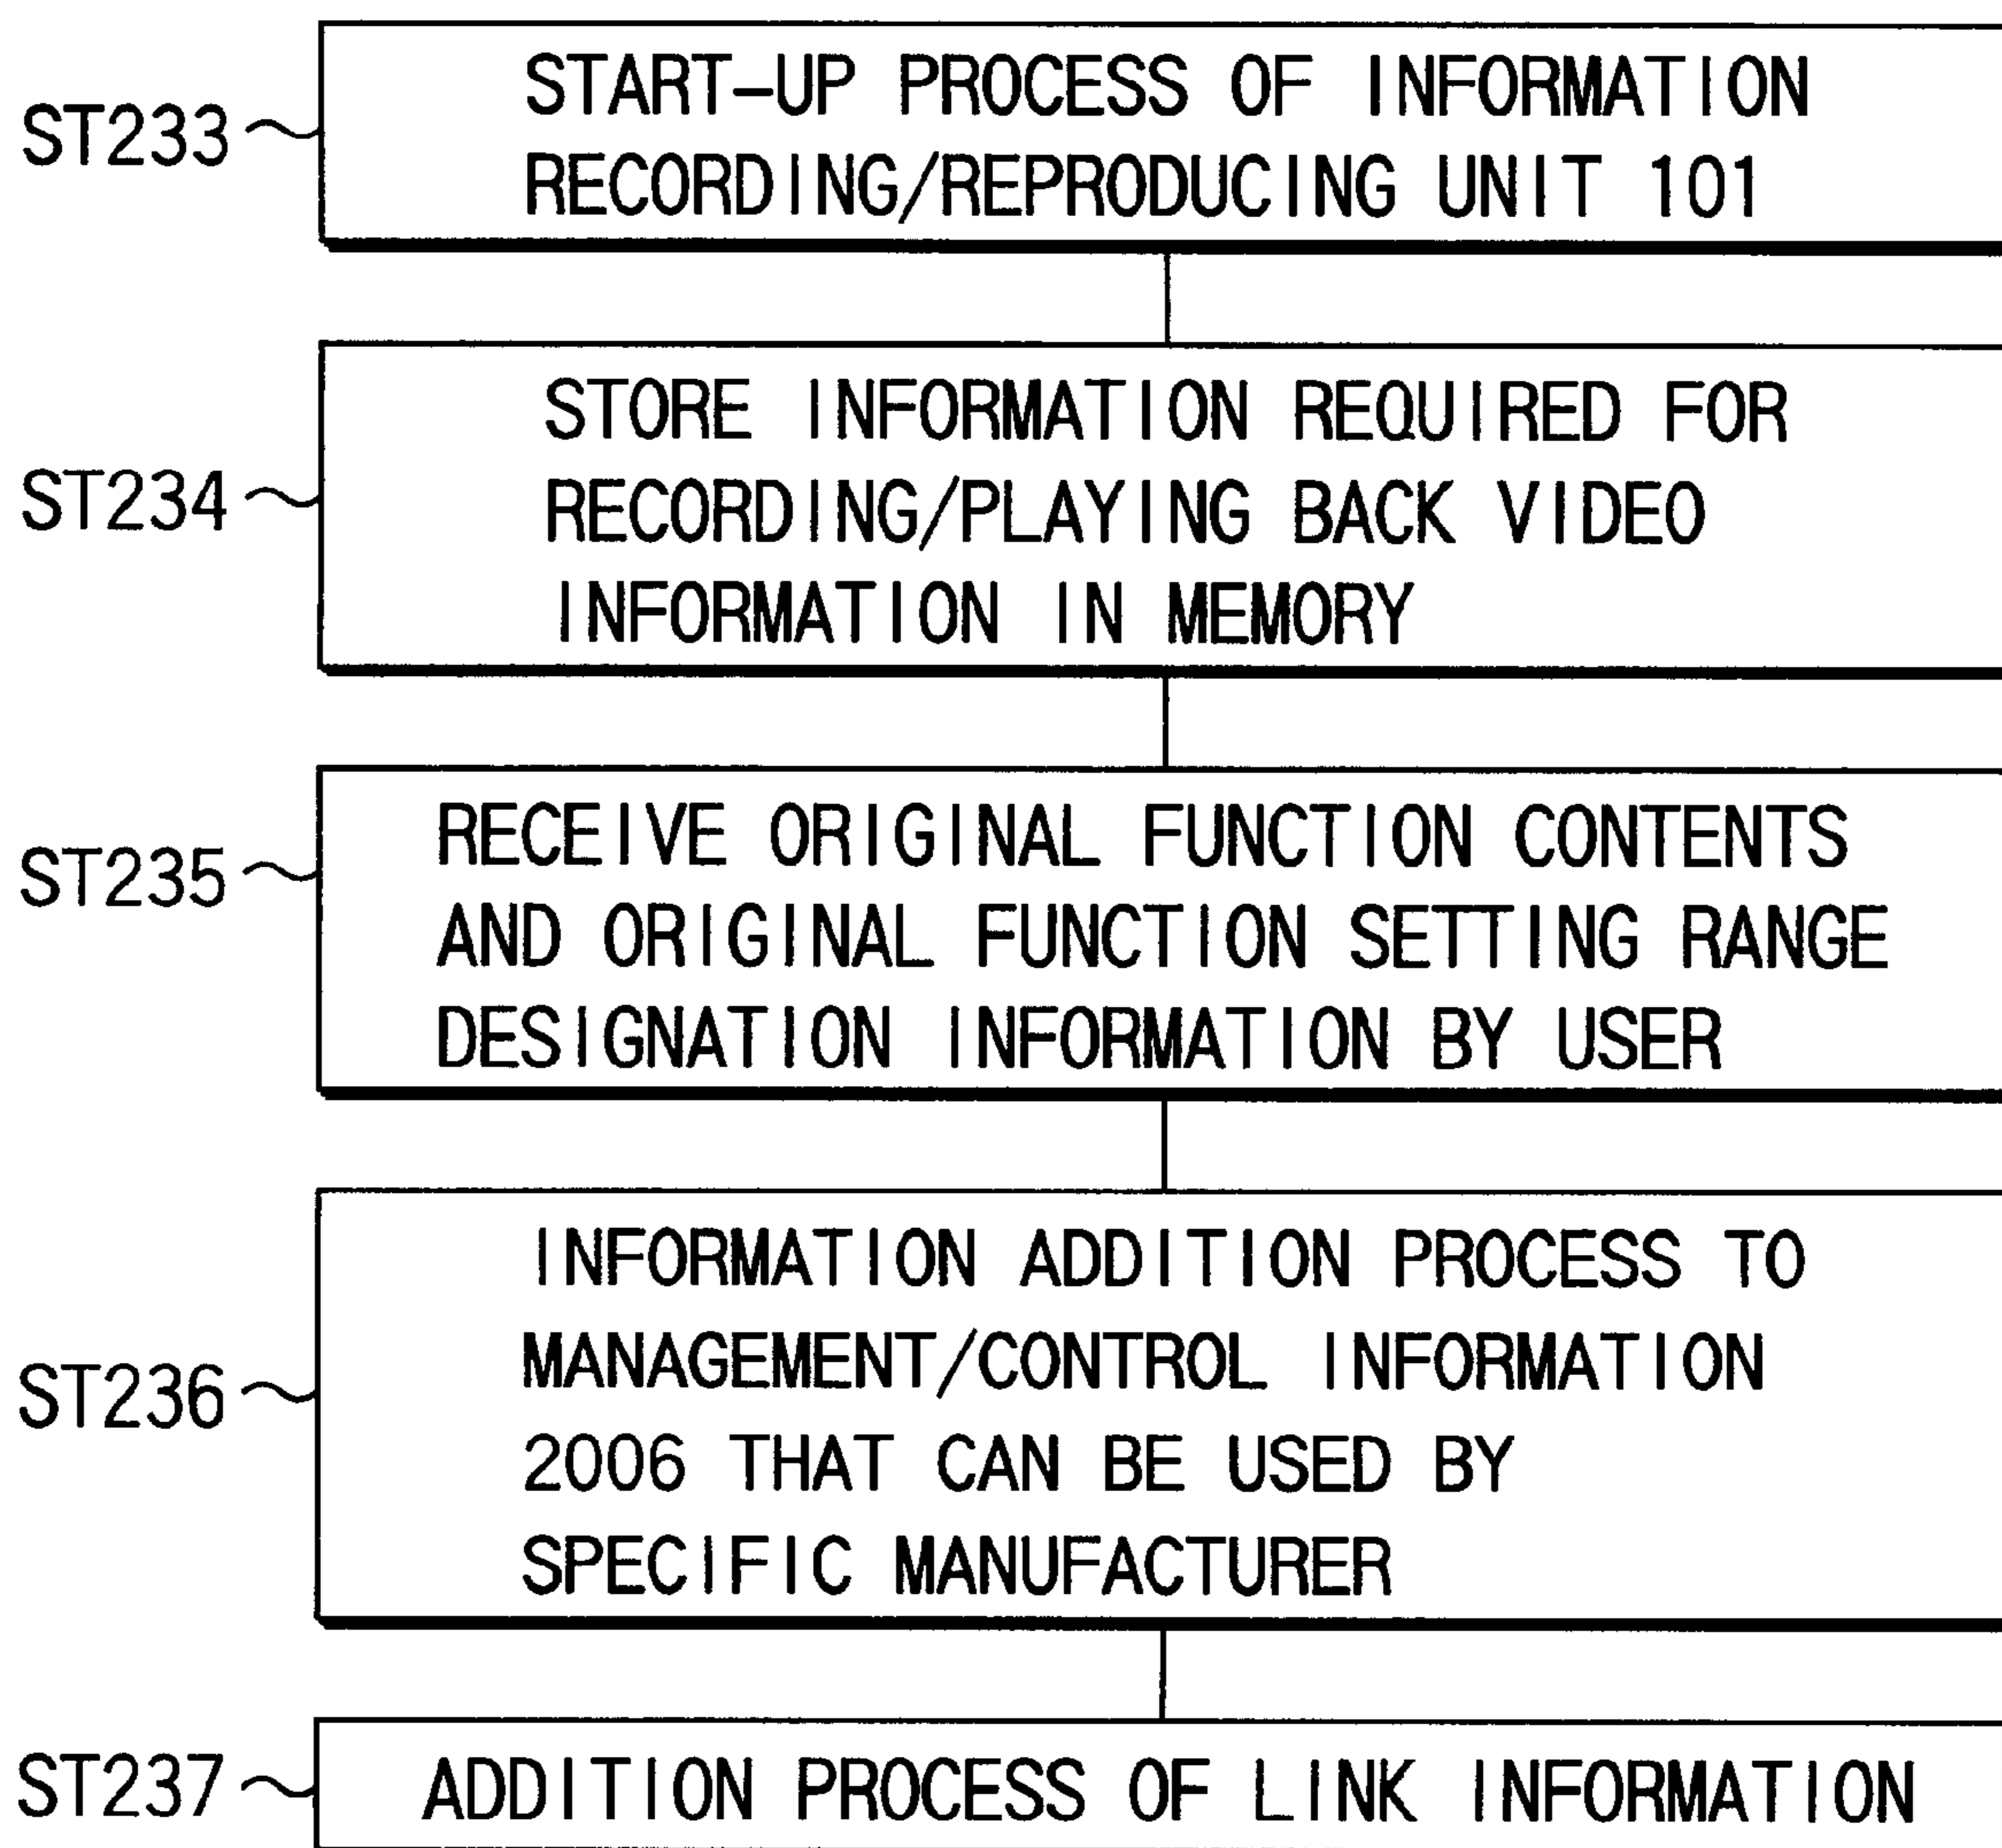 ST233
START-UP PROCESS OF INFORMATION
RECORDING/REPRODUCING UNIT 101
ST234
STORE INFORMATION REQUIRED FOR
RECORDING/PLAYING BACK VIDEO
INFORMATION IN MEMORY
ST235
RECEIVE ORIGINAL FUNCTION CONTENTS
AND ORIGINAL FUNCTION SETTING RANGE
DESIGNATION INFORMATION BY USER
ST236
INFORMATION ADDITION PROCESS TO
MANAGEMENT/CONTROL INFORMATION
2006 THAT CAN BE USED BY
SPECIFIC MANUFACTURER
ST237
ADDITION PROCESS OF LINK INFORMATION